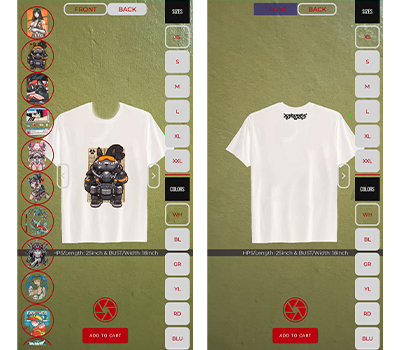 FRONT
BACK
SIZES
XS
S
M
L
XL
XXL
COLORS
WH
BL
GR
YL
RD
BLU
HPS/Length: 25inch & BUST/Width: 18inch
ADD TO CART
BACK
SIZES
XS
S
M
L
XL
XXL
COLORS
WH
BL
GR
YL
RD
BLU
HPS/Length: 25inch & BUST/Width: 18inch
ADD TO CART